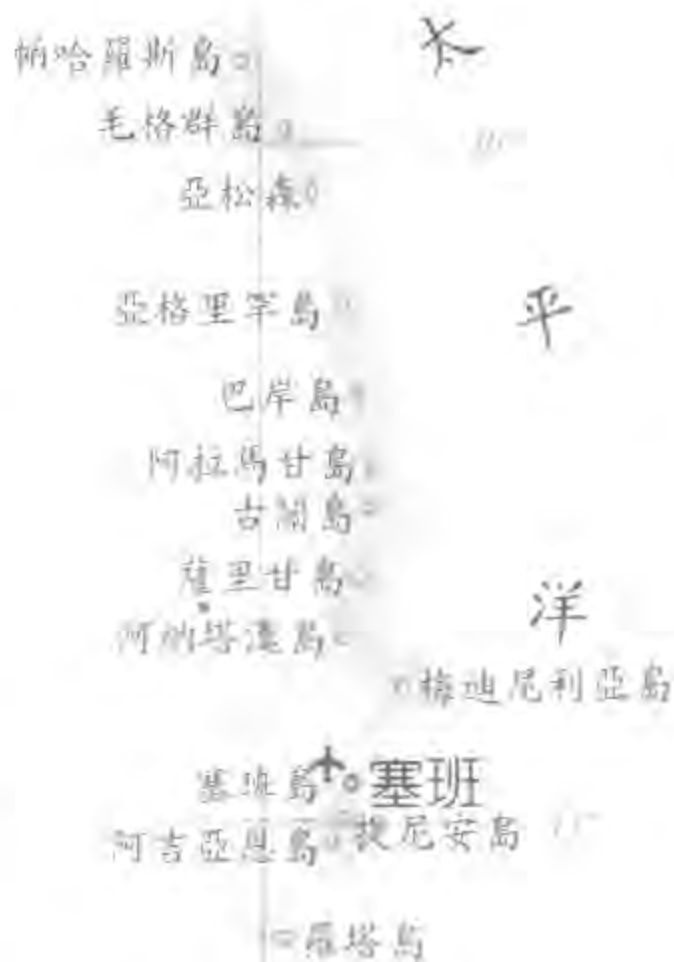 帕哈羅斯島
太
毛格群島
亞松森
亞格里罕島
平
巴岸島
阿拉馬甘島
古關島
薩里甘島
洋
阿納塔漢島
梅迪尼利亞島
塞班島
塞班
阿吉亞恩島
提尼安島
羅塔島